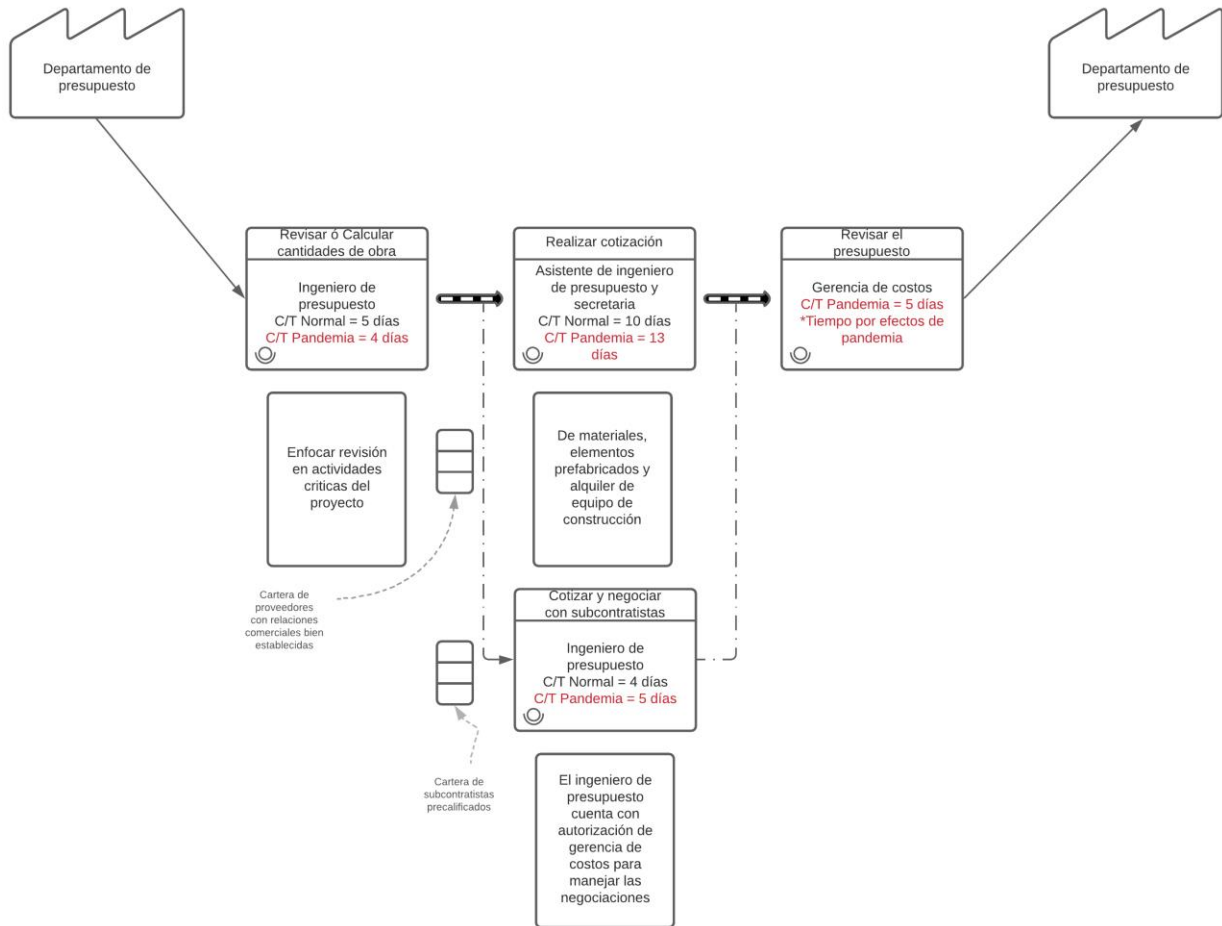 Departamento de
presupuesto
Departamento de
presupuesto
Revisar ó Calcular
cantidades de obra
Ingeniero de
presupuesto
C/T Normal = 5 días
C/T Pandemia = 4 días
Realizar cotización
Asistente de ingeniero
de presupuesto y
secretaria
C/T Normal = 10 días
C/T Pandemia = 13
días
Revisar el
presupuesto
Gerencia de costos
C/T Pandemia = 5 días
*Tiempo por efectos de
pandemia
Enfocar revisión
en actividades
criticas del
proyecto
De materiales,
elementos
prefabricados y
alquiler de
equipo de
construcción
Cartera de
proveedores
con relaciones
comerciales bien
establecidas
Cotizar y negociar
con subcontratistas
Ingeniero de
presupuesto
C/T Normal = 4 días
C/T Pandemia = 5 días
Cartera de
subcontratistas
precalificados
El ingeniero de
presupuesto
cuenta con
autorización de
gerencia de
costos para
manejar las
negociaciones